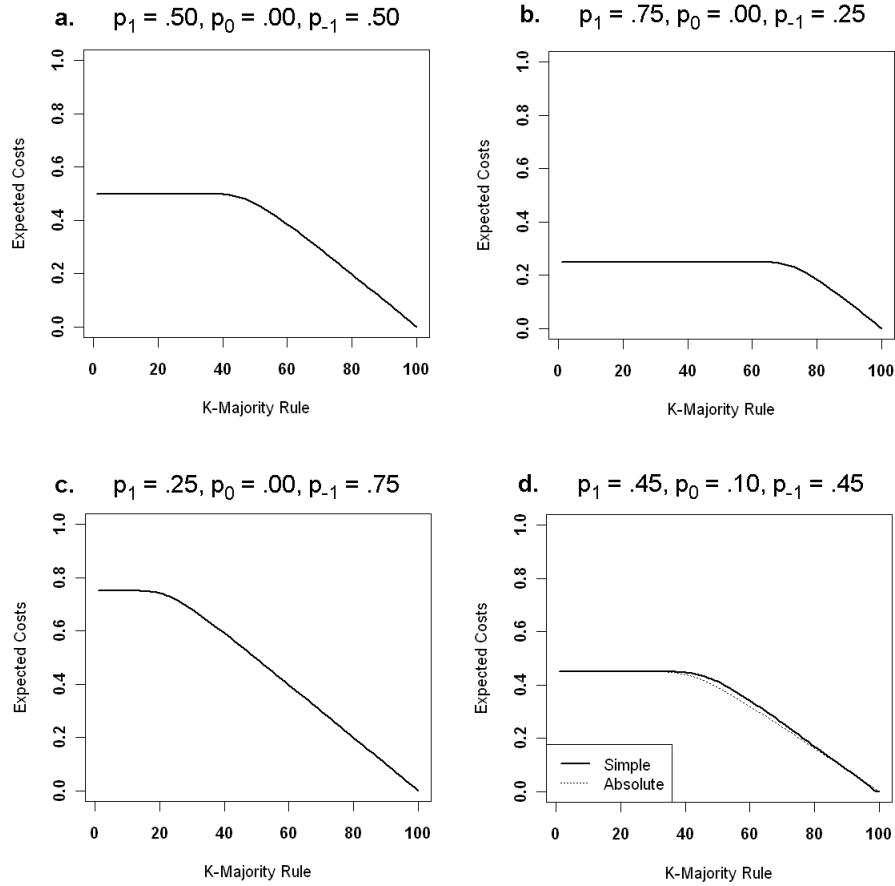 a. p1 = .50, p0 = .00, p-1 = .50
1.0
0.8
0.6
0.4
0.2
0.0
Expected Costs
0 20 40 60 80 100
K-Majority Rule
b. p1 = .75, p0 = .00, p-1 = .25
1.0
0.8
0.6
0.4
0.2
0.0
Expected Costs
0 20 40 60 80 100
K-Majority Rule
c. p1 = .25, p0 = .00, p-1 = .75
1.0
0.8
0.6
0.4
0.2
0.0
Expected Costs
0 20 40 60 80 100
K-Majority Rule
d. p1 = .45, p0 = .10, p-1 = .45
1.0
0.8
0.6
0.4
0.2
0.0
Expected Costs
Simple
Absolute
0 20 40 60 80 100
K-Majority Rule